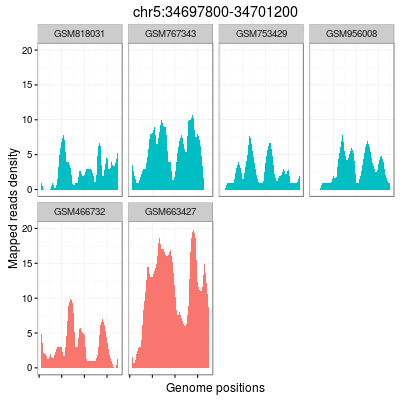 chr5:34697800-34701200
GSM818031 GSM767343 GSM753429 GSM956008
20
15
10
5
0
Mapped reads density
GSM466732 GSM663427
20
15
10
5
0
Genome positions